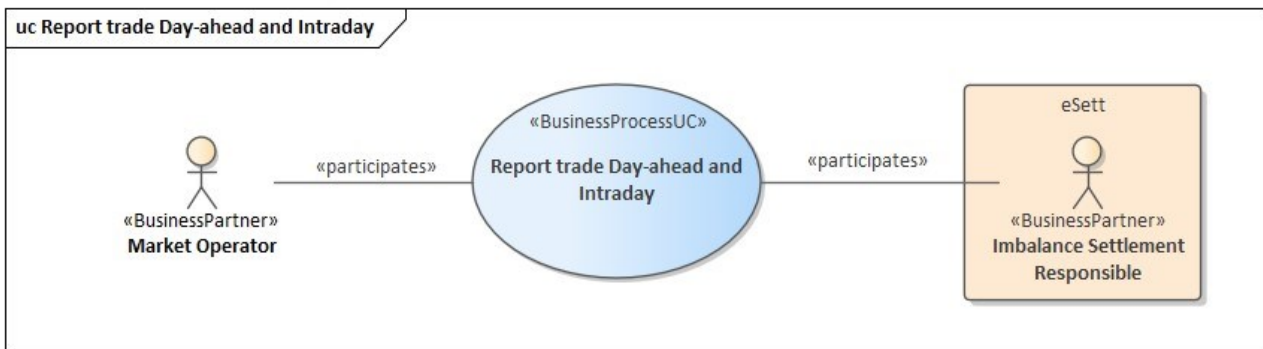 uc Report trade Day-ahead and Intraday
«BusinessProcessUC»
Report trade Day-ahead and
Intraday
eSett
«participates»
«participates»
«BusinessPartner»
Market Operator
«BusinessPartner»
Imbalance Settlement
Responsible